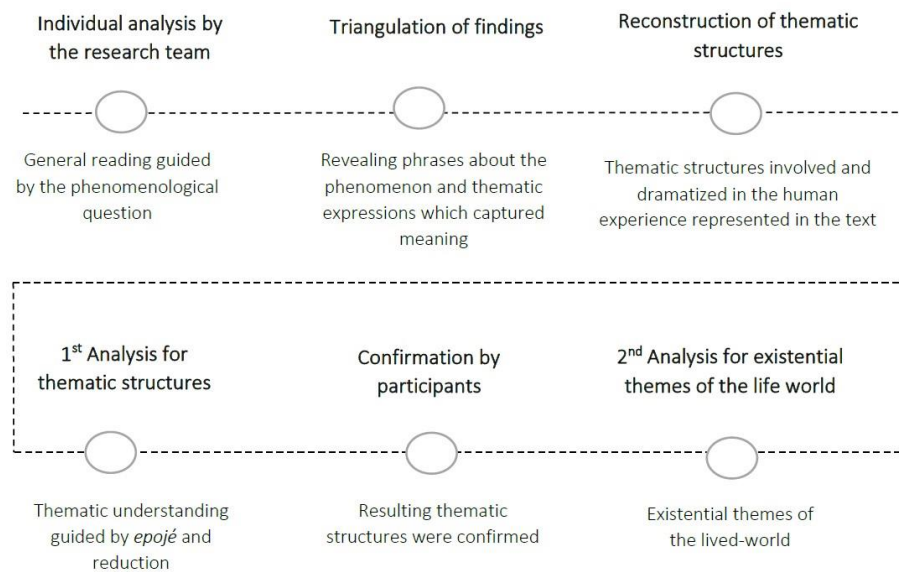 Individual analysis by
the research team
Triangulation of findings
Reconstruction of thematic
structures
General reading guided
by the phenomenological
question
Revealing phrases about the
phenomenon and thematic
expressions which captured
meaning
Thematic structures involved and
dramatized in the human
experience represented in the text
1st Analysis for
thematic structures
Confirmation by
participants
2nd Analysis for existential
themes of the life world
Thematic understanding
guided by epojé and
reduction
Resulting thematic
structures were confirmed
Existential themes of
the lived-world